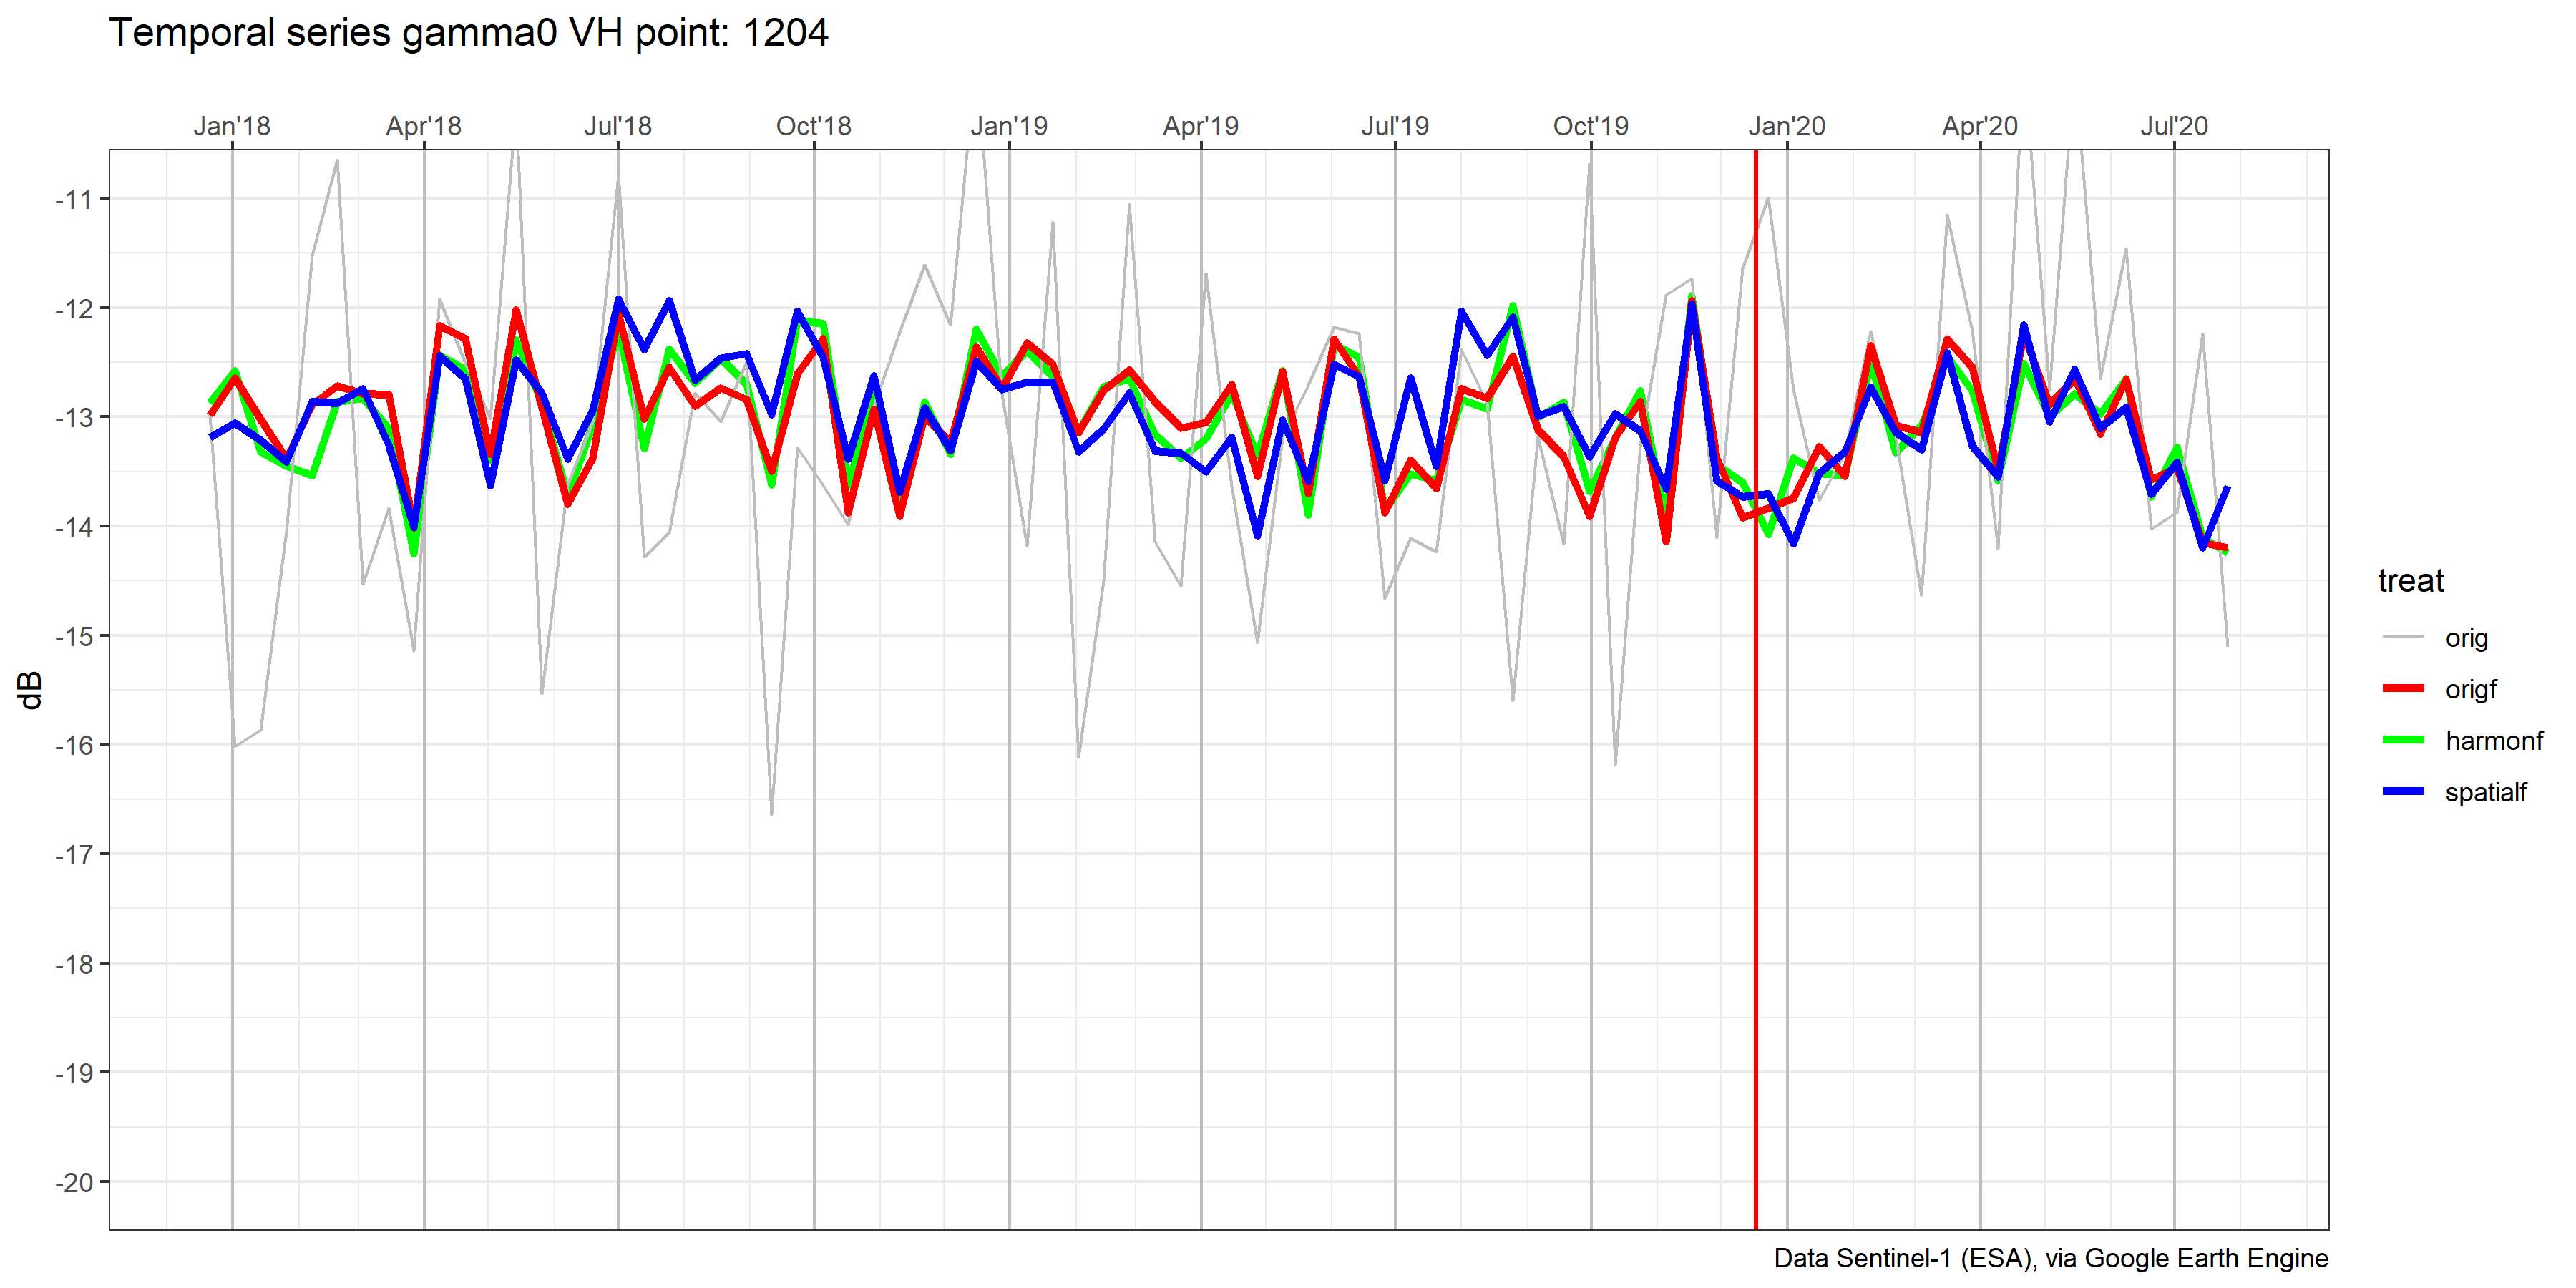 Temporal series gamma0 VH point: 1204
Jan'18 Apr'18 Jul'18 Oct'18 Jan'19 Apr'19 Jul'19 Oct'19 Jan'20 Apr'20 Jul'20
-11
-12
-13
-14
-15
-16
-17
-18
-19
-20
dB
treat
orig
origf
harmonf
spatialf
Data Sentinel-1 (ESA), via Google Earth Engine